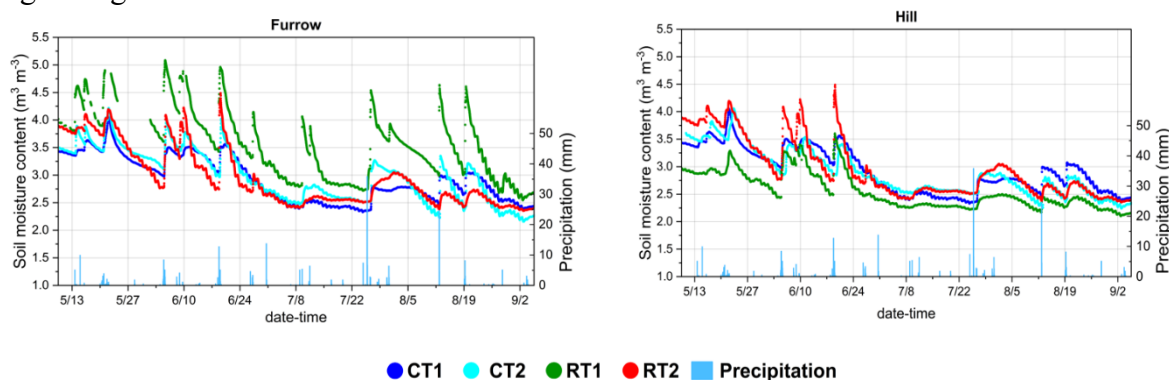 Furrow
Soil moisture content (m³ m⁻³)
5.5
5.0
4.5
4.0
3.5
3.0
2.5
2.0
1.5
1.0
50
40
30
20
10
0
Precipitation (mm)
5/13 5/27 6/10 6/24 7/8 7/22 8/5 8/19 9/2
date-time
Hill
Soil moisture content (m³ m⁻³)
5.5
5.0
4.5
4.0
3.5
3.0
2.5
2.0
1.5
1.0
50
40
30
20
10
0
Precipitation (mm)
5/13 5/27 6/10 6/24 7/8 7/22 8/5 8/19 9/2
date-time
CT1 CT2 RT1 RT2 Precipitation